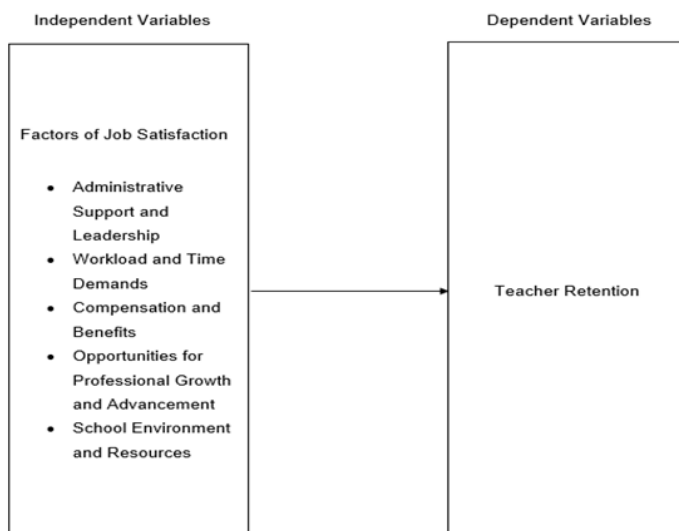 Independent Variables
Dependent Variables
Factors of Job Satisfaction
• Administrative
Support and
Leadership
• Workload and Time
Demands
• Compensation and
Benefits
• Opportunities for
Professional Growth
and Advancement
• School Environment
and Resources
Teacher Retention